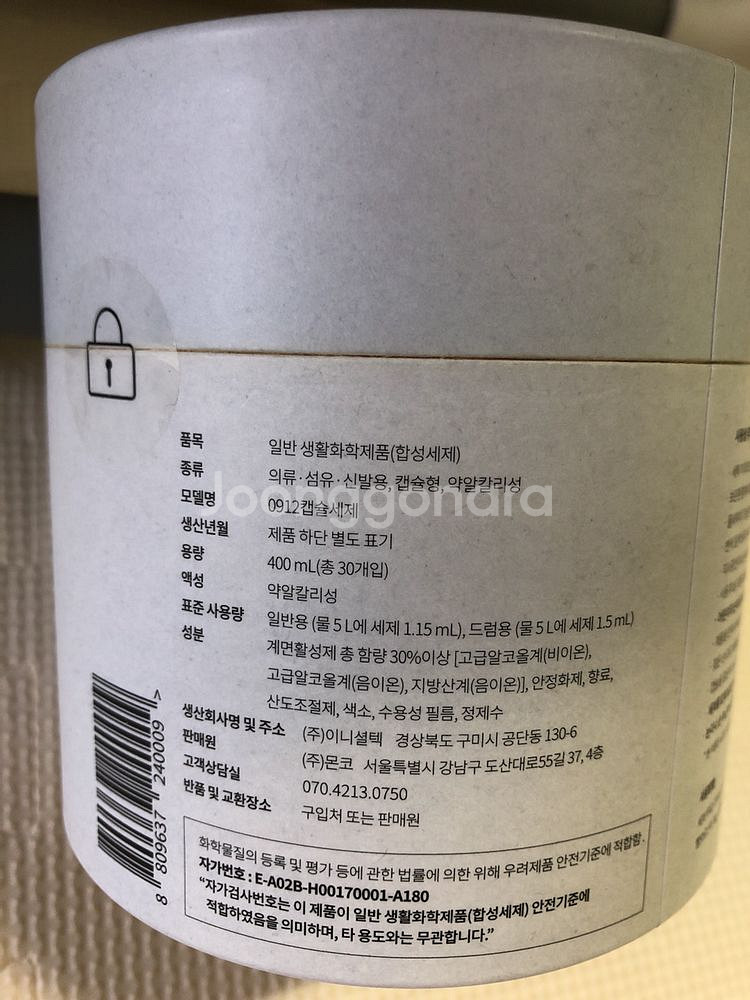 품목 일반 생활화학제품(합성세제)
종류 의류·섬유·신발용, 캡슐형, 약알칼리성
모델명 0912캡슐세제
생산년월 제품 하단 별도 표기
용량 400 mL(총 30개입)
액성 약알칼리성
표준 사용량 일반용 (물 5 L에 세제 1.15 mL), 드럼용 (물 5 L에 세제 1.5 mL)
성분 계면활성제 총 함량 30%이상 [고급알코올계(비이온),
고급알코올계(음이온), 지방산계(음이온)], 안정화제, 향료,
산도조절제, 색소, 수용성 필름, 정제수
생산회사명 및 주소 (주)이니셜텍 경상북도 구미시 공단동 130-6
판매원 (주)몬코 서울특별시 강남구 도산대로55길 37, 4층
고객상담실 070.4213.0750
반품 및 교환장소 구입처 또는 판매원
화학물질의 등록 및 평가 등에 관한 법률에 의한 위해 우려제품 안전기준에 적합함.
자가번호 : E-A02B-H00170001-A180
“자가검사번호는 이 제품이 일반 생활화학제품(합성세제) 안전기준에
적합하였음을 의미하며, 타 용도와는 무관합니다.”
8 809637 240009 >
Joonggonara